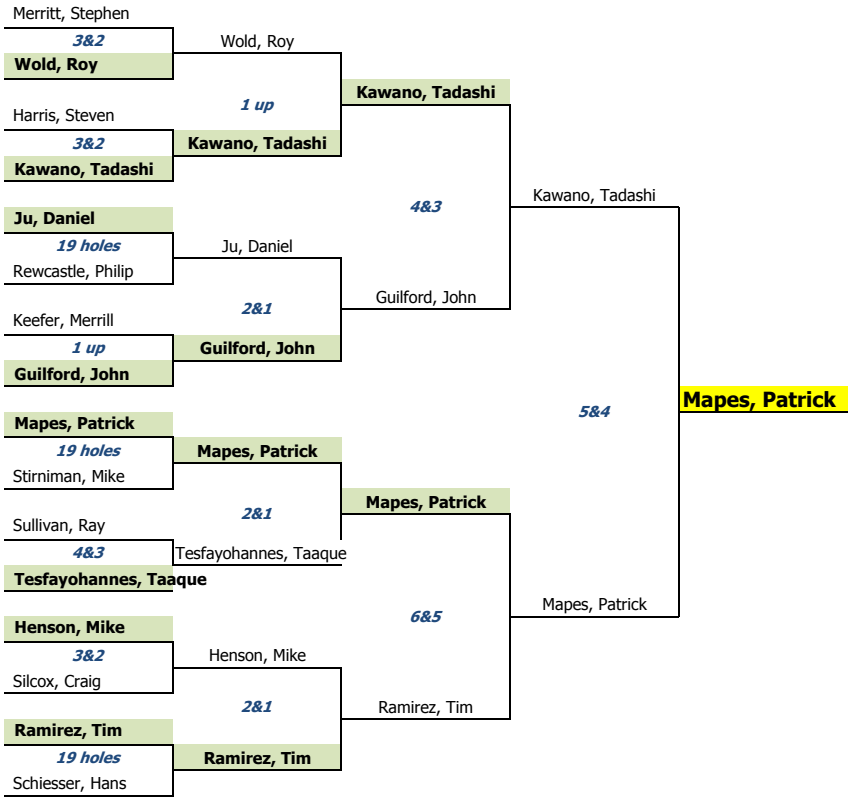 Merritt, Stephen
3&2
Wold, Roy
Wold, Roy
1 up
Kawano, Tadashi
Harris, Steven
3&2
Kawano, Tadashi
Kawano, Tadashi
4&3
Kawano, Tadashi
Ju, Daniel
19 holes
Ju, Daniel
Rewcastle, Philip
2&1
Guilford, John
Keefer, Merrill
1 up
Guilford, John
Guilford, John
5&4
Mapes, Patrick
Mapes, Patrick
19 holes
Mapes, Patrick
Stirniman, Mike
2&1
Mapes, Patrick
Sullivan, Ray
4&3
Tesfayohannes, Taaque
Tesfayohannes, Taaque
6&5
Mapes, Patrick
Henson, Mike
3&2
Henson, Mike
Silcox, Craig
2&1
Ramirez, Tim
Ramirez, Tim
19 holes
Ramirez, Tim
Schiesser, Hans